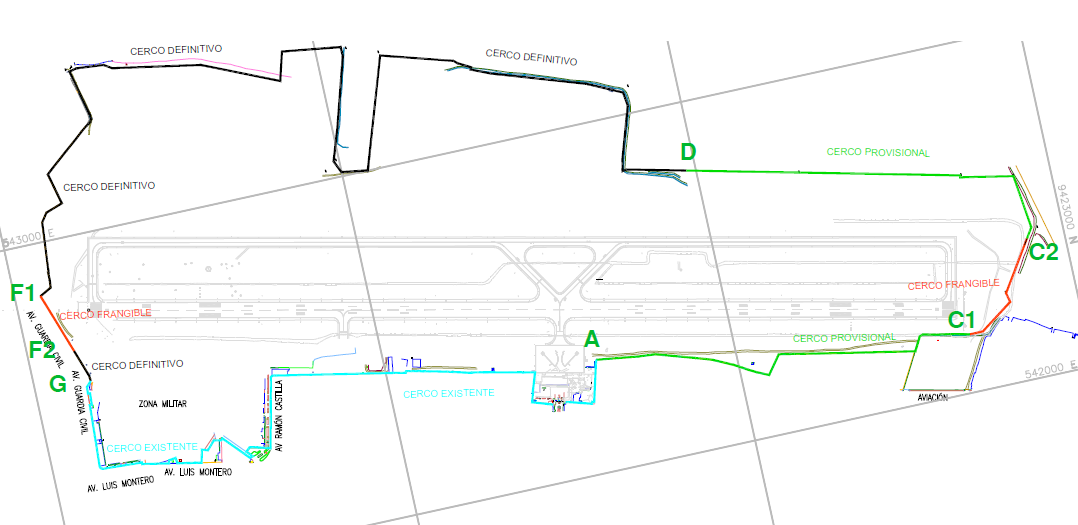 CERCO DEFINITIVO
CERCO DEFINITIVO
D
CERCO PROVISIONAL
CERCO DEFINITIVO
9423000 N
543000 E
C2
CERCO FRANGIBLE
F1
CERCO FRANGIBLE
C1
AV. GUARDIA CIVIL
A
CERCO PROVISIONAL
F2
CERCO DEFINITIVO
542000 E
G
AV. GUARDIA CIVIL
ZONA MILITAR
AV RAMÓN CASTILLA
CERCO EXISTENTE
AVIACIÓN
CERCO EXISTENTE
AV. LUIS MONTERO
AV. LUIS MONTERO